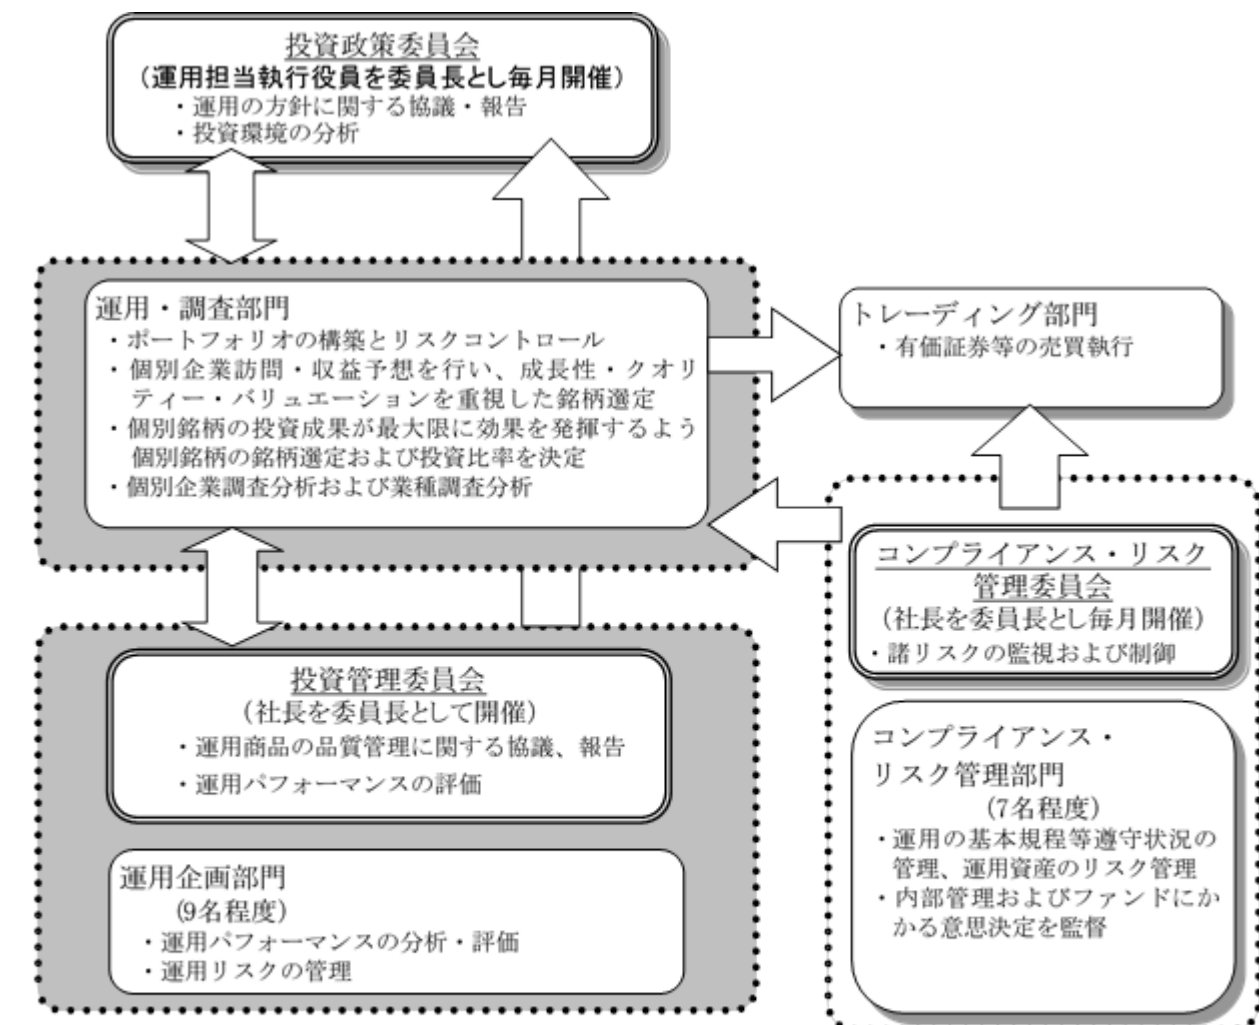 投資政策委員会
（運用担当執行役員を委員長とし毎月開催）
・運用の方針に関する協議・報告
・投資環境の分析
運用・調査部門
・ポートフォリオの構築とリスクコントロール
・個別企業訪問・収益予想を行い、成長性・クオリ
ティー・バリュエーションを重視した銘柄選定
・個別銘柄の投資成果が最大限に効果を発揮するよう
個別銘柄の銘柄選定および投資比率を決定
・個別企業調査分析および業種調査分析
トレーディング部門
・有価証券等の売買執行
コンプライアンス・リスク
管理委員会
（社長を委員長とし毎月開催）
・諸リスクの監視および制御
コンプライアンス・
リスク管理部門
（7名程度）
・運用の基本規程等遵守状況の
管理、運用資産のリスク管理
・内部管理およびファンドにか
かる意思決定を監督
投資管理委員会
（社長を委員長として開催）
・運用商品の品質管理に関する協議、報告
・運用パフォーマンスの評価
運用企画部門
（9名程度）
・運用パフォーマンスの分析・評価
・運用リスクの管理